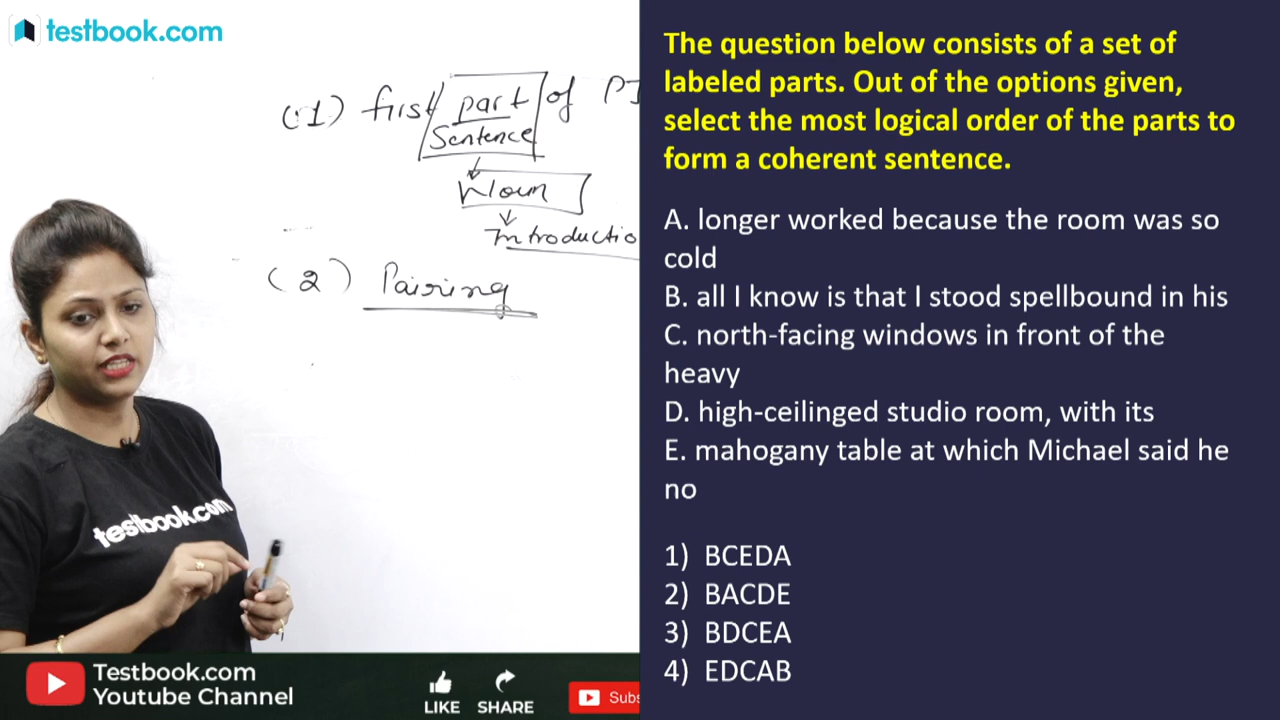 testbook.com
(1) first part of PJ
Sentence
Noun
Introductio
(2) Pairing
testbook.com
Testbook.com
Youtube Channel
LIKE
SHARE
Subs
The question below consists of a set of
labeled parts. Out of the options given,
select the most logical order of the parts to
form a coherent sentence.
A. longer worked because the room was so
cold
B. all I know is that I stood spellbound in his
C. north-facing windows in front of the
heavy
D. high-ceilinged studio room, with its
E. mahogany table at which Michael said he
no
1) BCEDA
2) BACDE
3) BDCEA
4) EDCAB